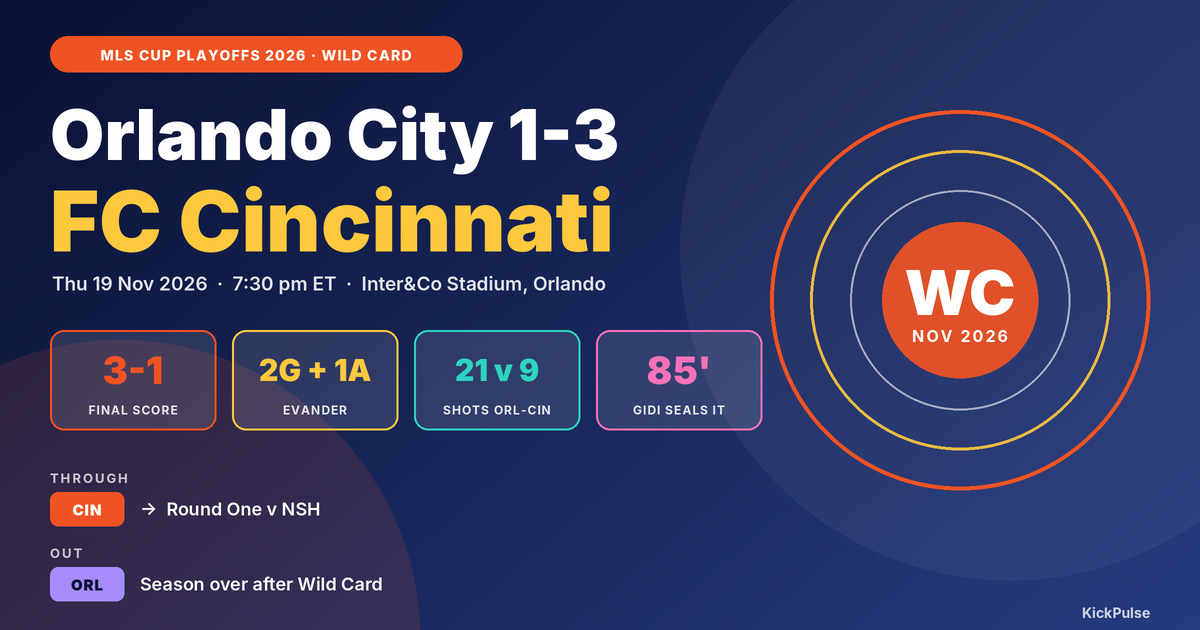 MLS CUP PLAYOFFS 2026 · WILD CARD
Orlando City 1-3
FC Cincinnati
Thu 19 Nov 2026 · 7:30 pm ET · Inter&Co Stadium, Orlando
3-1
FINAL SCORE
2G + 1A
EVANDER
21 v 9
SHOTS ORL-CIN
85'
GIDI SEALS IT
WC
NOV 2026
THROUGH
CIN → Round One v NSH
OUT
ORL Season over after Wild Card
KickPulse